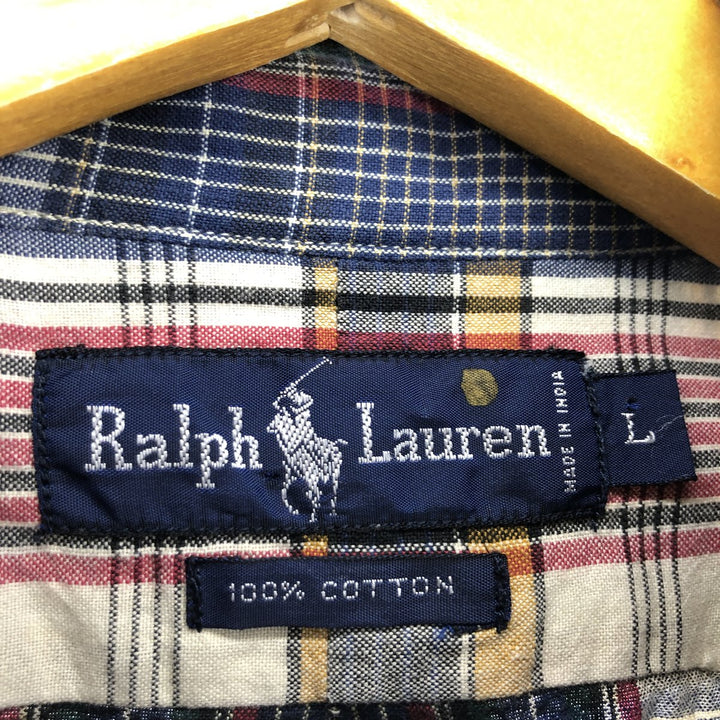 Ralph Lauren
MADE IN INDIA
L
100% COTTON